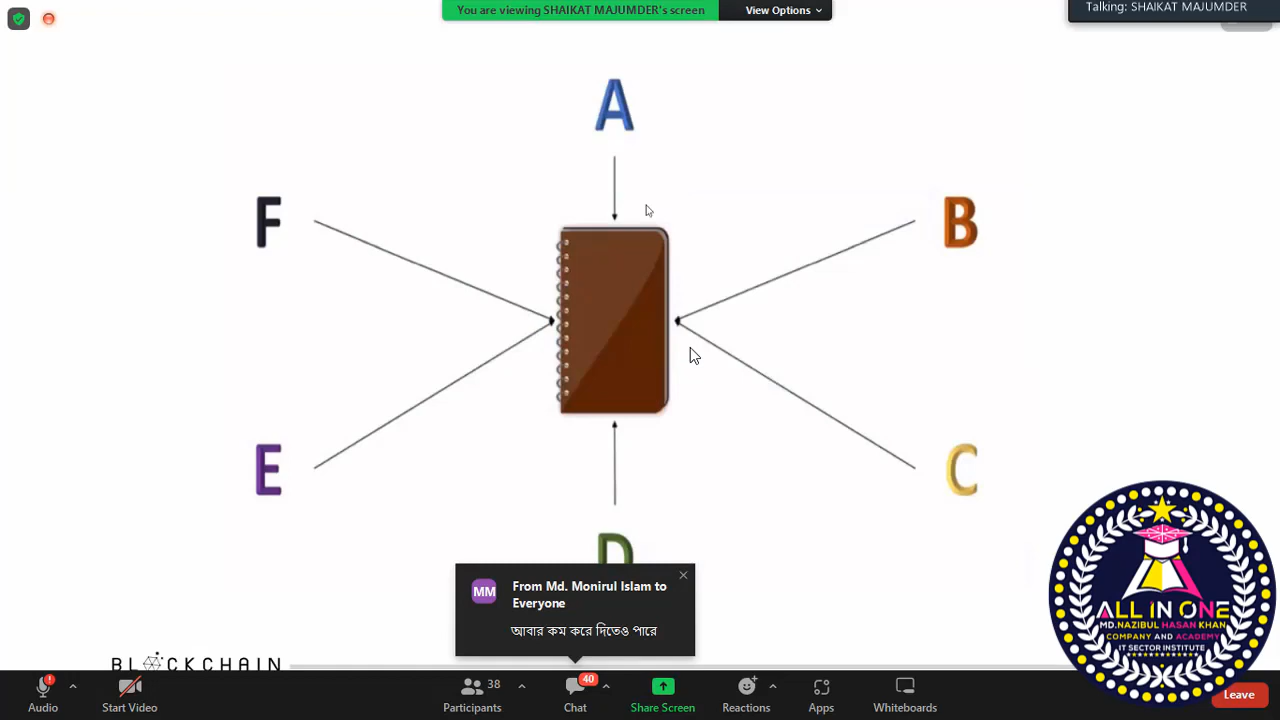 You are viewing SHAIKAT MAJUMDER's screen
View Options
Talking: SHAIKAT MAJUMDER
A
F
B
E
C
D
MM
From Md. Monirul Islam to
Everyone
আবার কম করে দিতেও পারে
BLOCKCHAIN
ALL IN ONE
MD.NAZIBUL HASAN KHAN
COMPANY AND ACADEMY
IT SECTOR INSTITUTE
Audio
Start Video
38
Participants
40
Chat
Share Screen
Reactions
Apps
Whiteboards
Leave